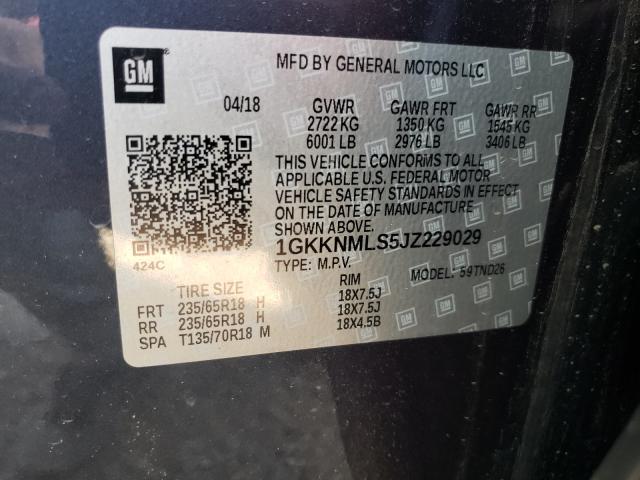 GM
MFD BY GENERAL MOTORS LLC
04/18 GVWR GAWR FRT GAWR RR
2722 KG 1350 KG 1545 KG
6001 LB 2976 LB 3406 LB
THIS VEHICLE CONFORMS TO ALL
APPLICABLE U.S. FEDERAL MOTOR
VEHICLE SAFETY STANDARDS IN EFFECT
ON THE DATE OF MANUFACTURE
SHOWN ABOVE.
1GKKNMLS5JZ229029
424C
TYPE: M.P.V. MODEL: 59TND26
TIRE SIZE RIM
FRT 235/65R18 H 18X7.5J
RR 235/65R18 H 18X7.5J
SPA T135/70R18 M 18X4.5B